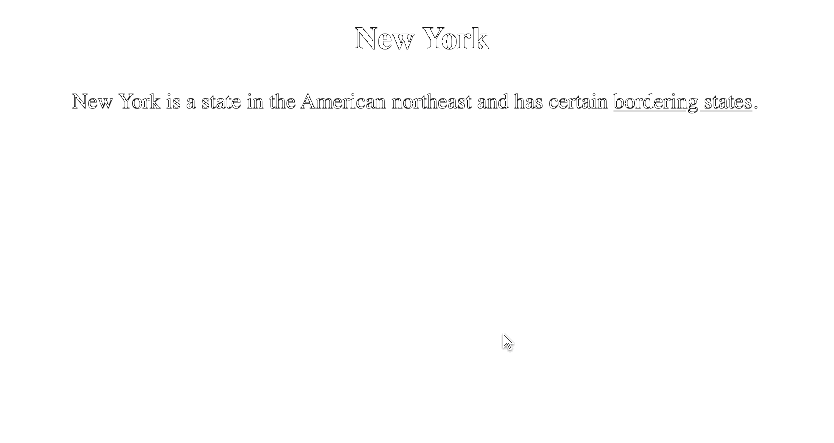 New York
New York is a state in the American northeast and has certain bordering states.